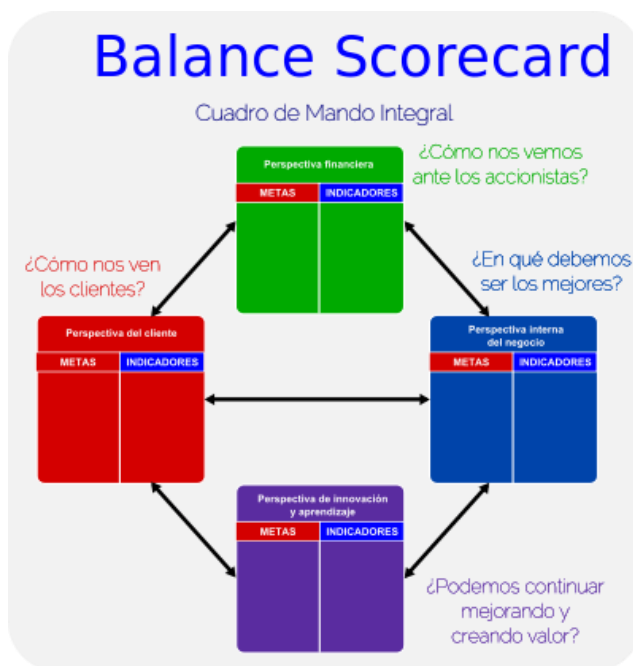 Balance Scorecard
Cuadro de Mando Integral
Perspectiva financiera
METAS INDICADORES
¿Cómo nos vemos
ante los accionistas?
¿Cómo nos ven
los clientes?
¿En qué debemos
ser los mejores?
Perspectiva del cliente
METAS INDICADORES
Perspectiva interna
del negocio
METAS INDICADORES
Perspectiva de innovación
y aprendizaje
METAS INDICADORES
¿Podemos continuar
mejorando y
creando valor?